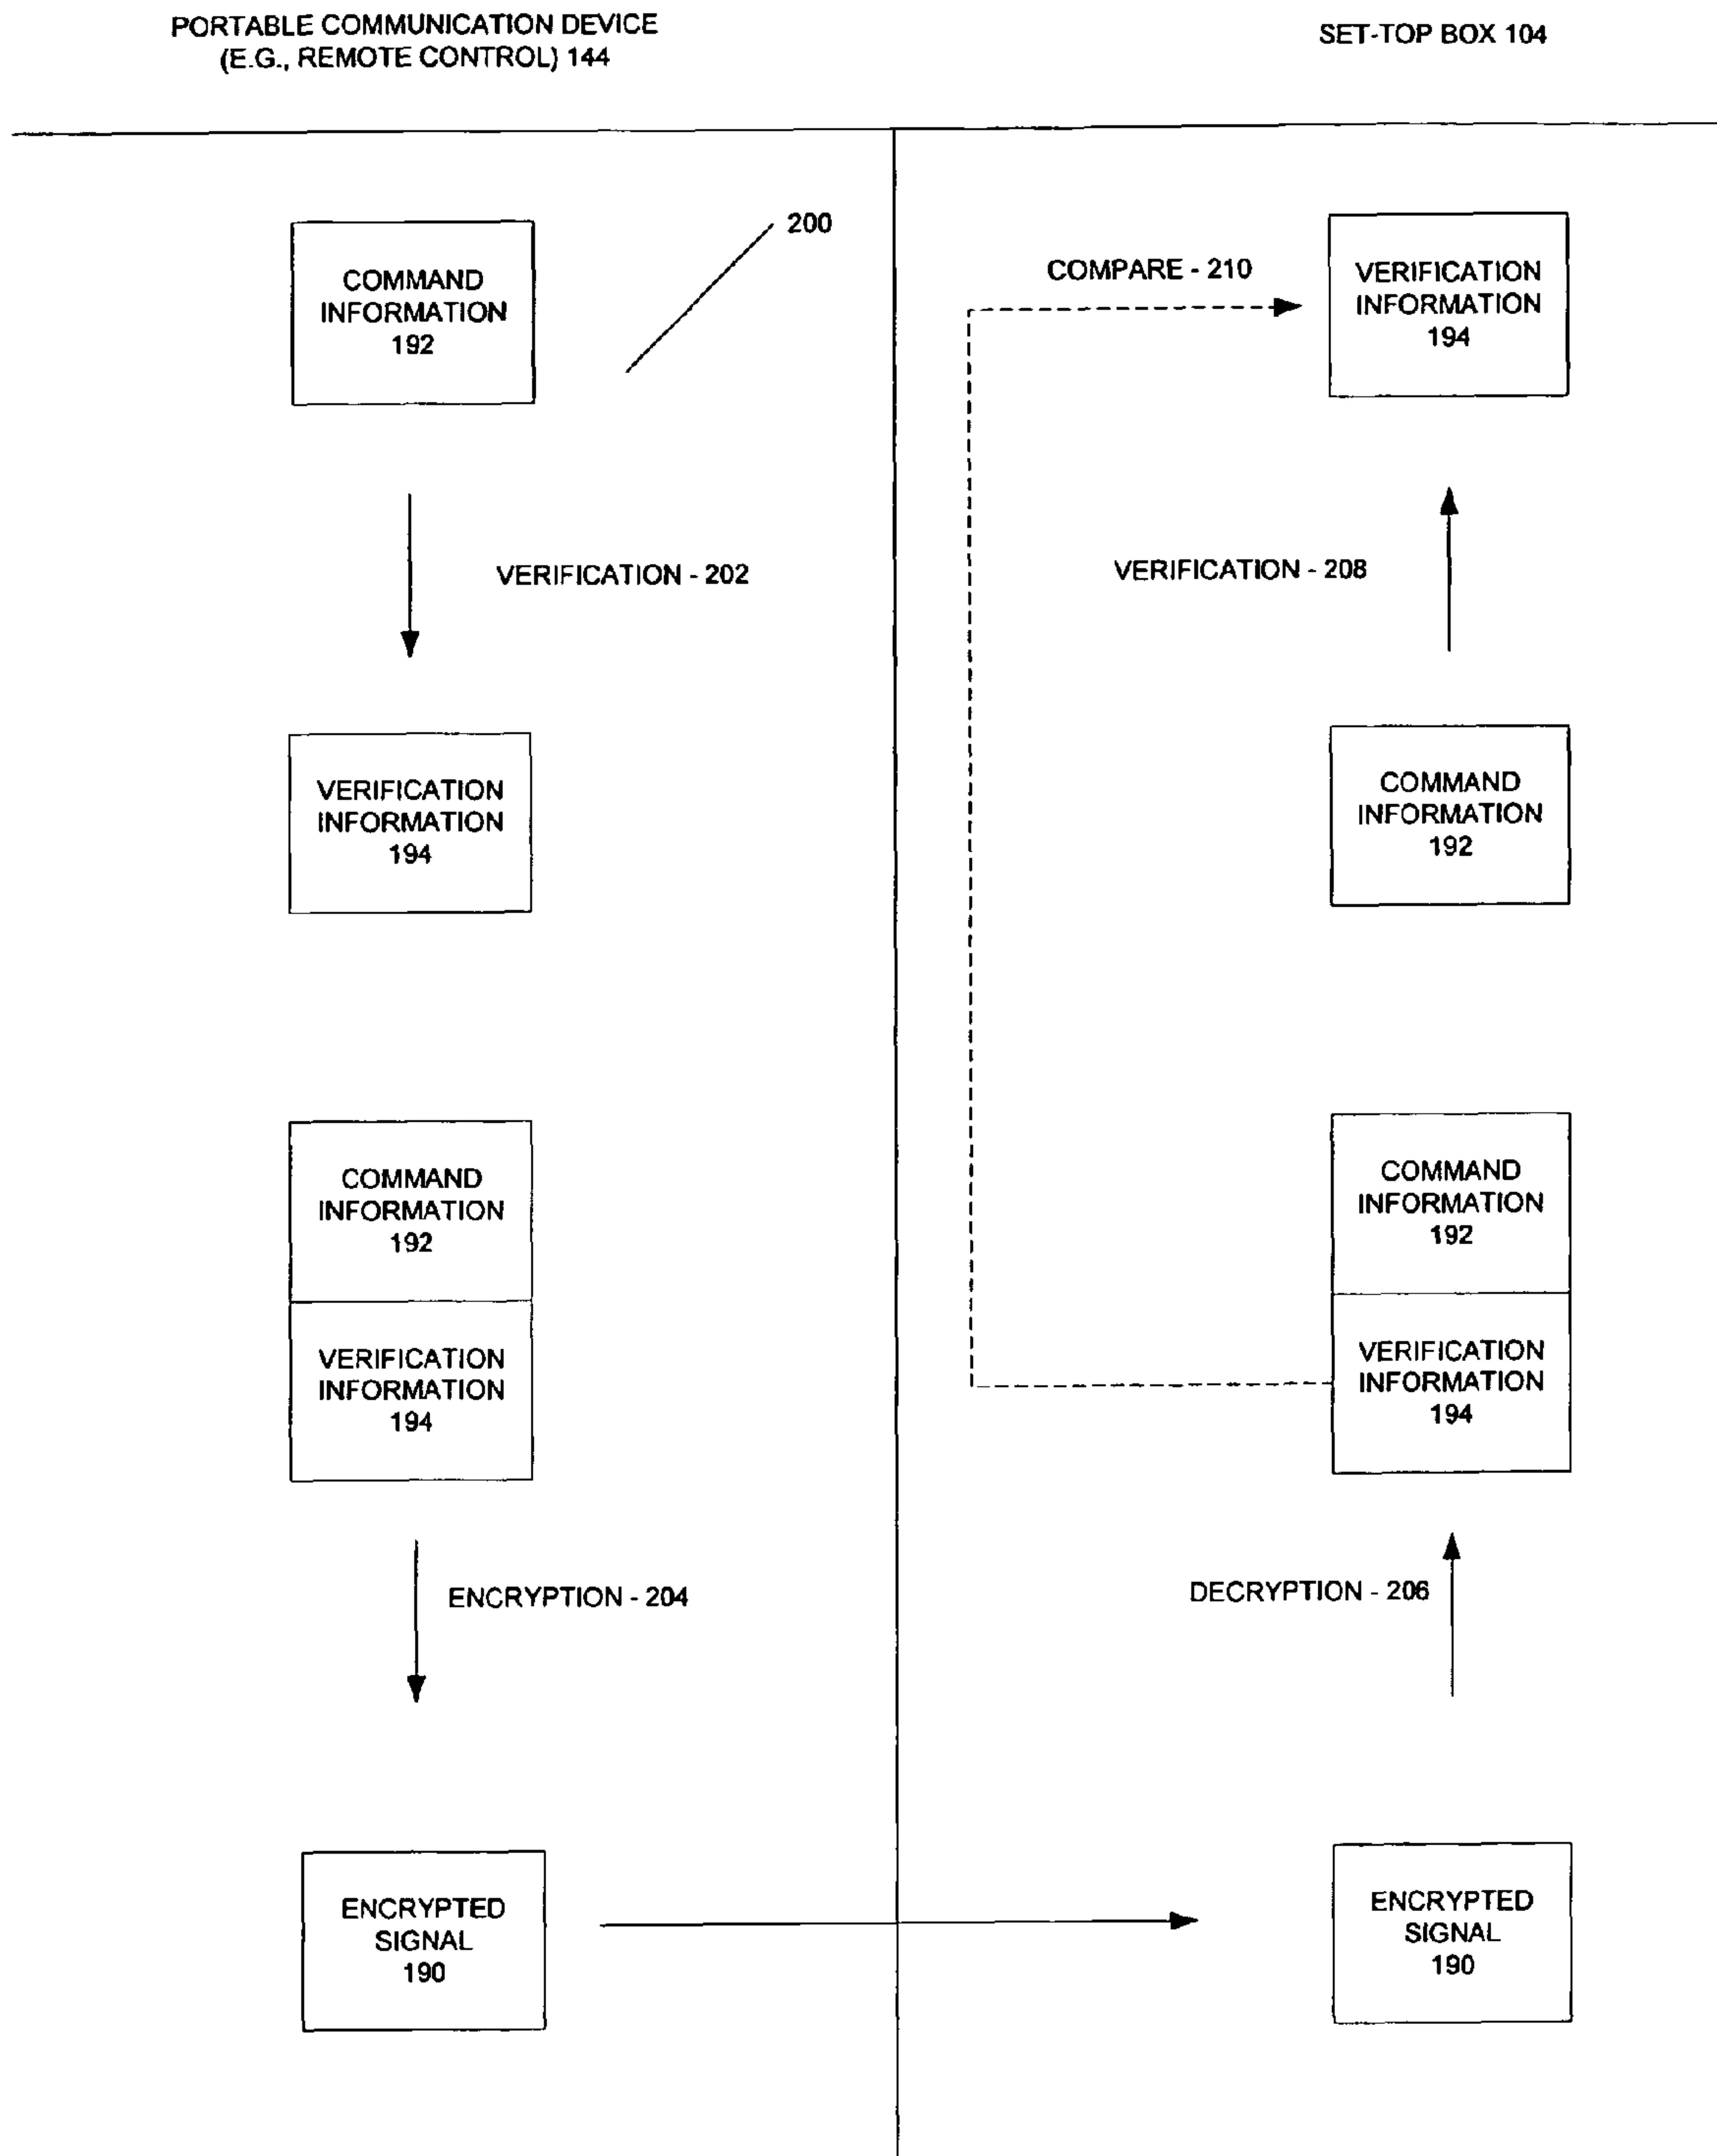 PORTABLE COMMUNICATION DEVICE
(E.G., REMOTE CONTROL) 144
SET-TOP BOX 104
COMMAND
INFORMATION
192
200
VERIFICATION - 202
VERIFICATION
INFORMATION
194
COMMAND
INFORMATION
192
VERIFICATION
INFORMATION
194
ENCRYPTION - 204
ENCRYPTED
SIGNAL
190
COMPARE - 210
VERIFICATION
INFORMATION
194
VERIFICATION - 208
COMMAND
INFORMATION
192
COMMAND
INFORMATION
192
VERIFICATION
INFORMATION
194
DECRYPTION - 206
ENCRYPTED
SIGNAL
190